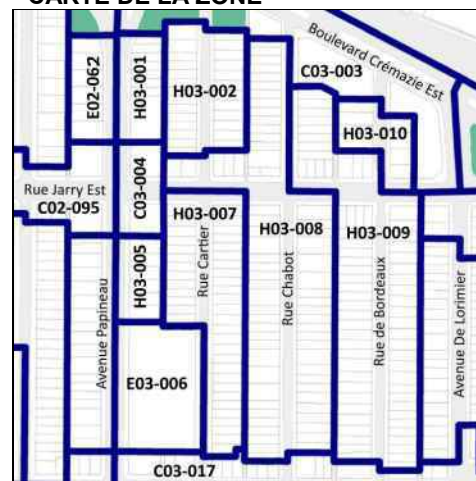 CARTE DE LA ZONE
Boulevard Crémazie Est
C03-003
E02-062
H03-001
H03-002
H03-010
Rue Jarry Est
C02-095
C03-004
H03-007
H03-008
H03-009
H03-005
Rue Cartier
Rue Chabot
Rue de Bordeaux
Avenue De Lorimier
Avenue Papineau
E03-006
C03-017